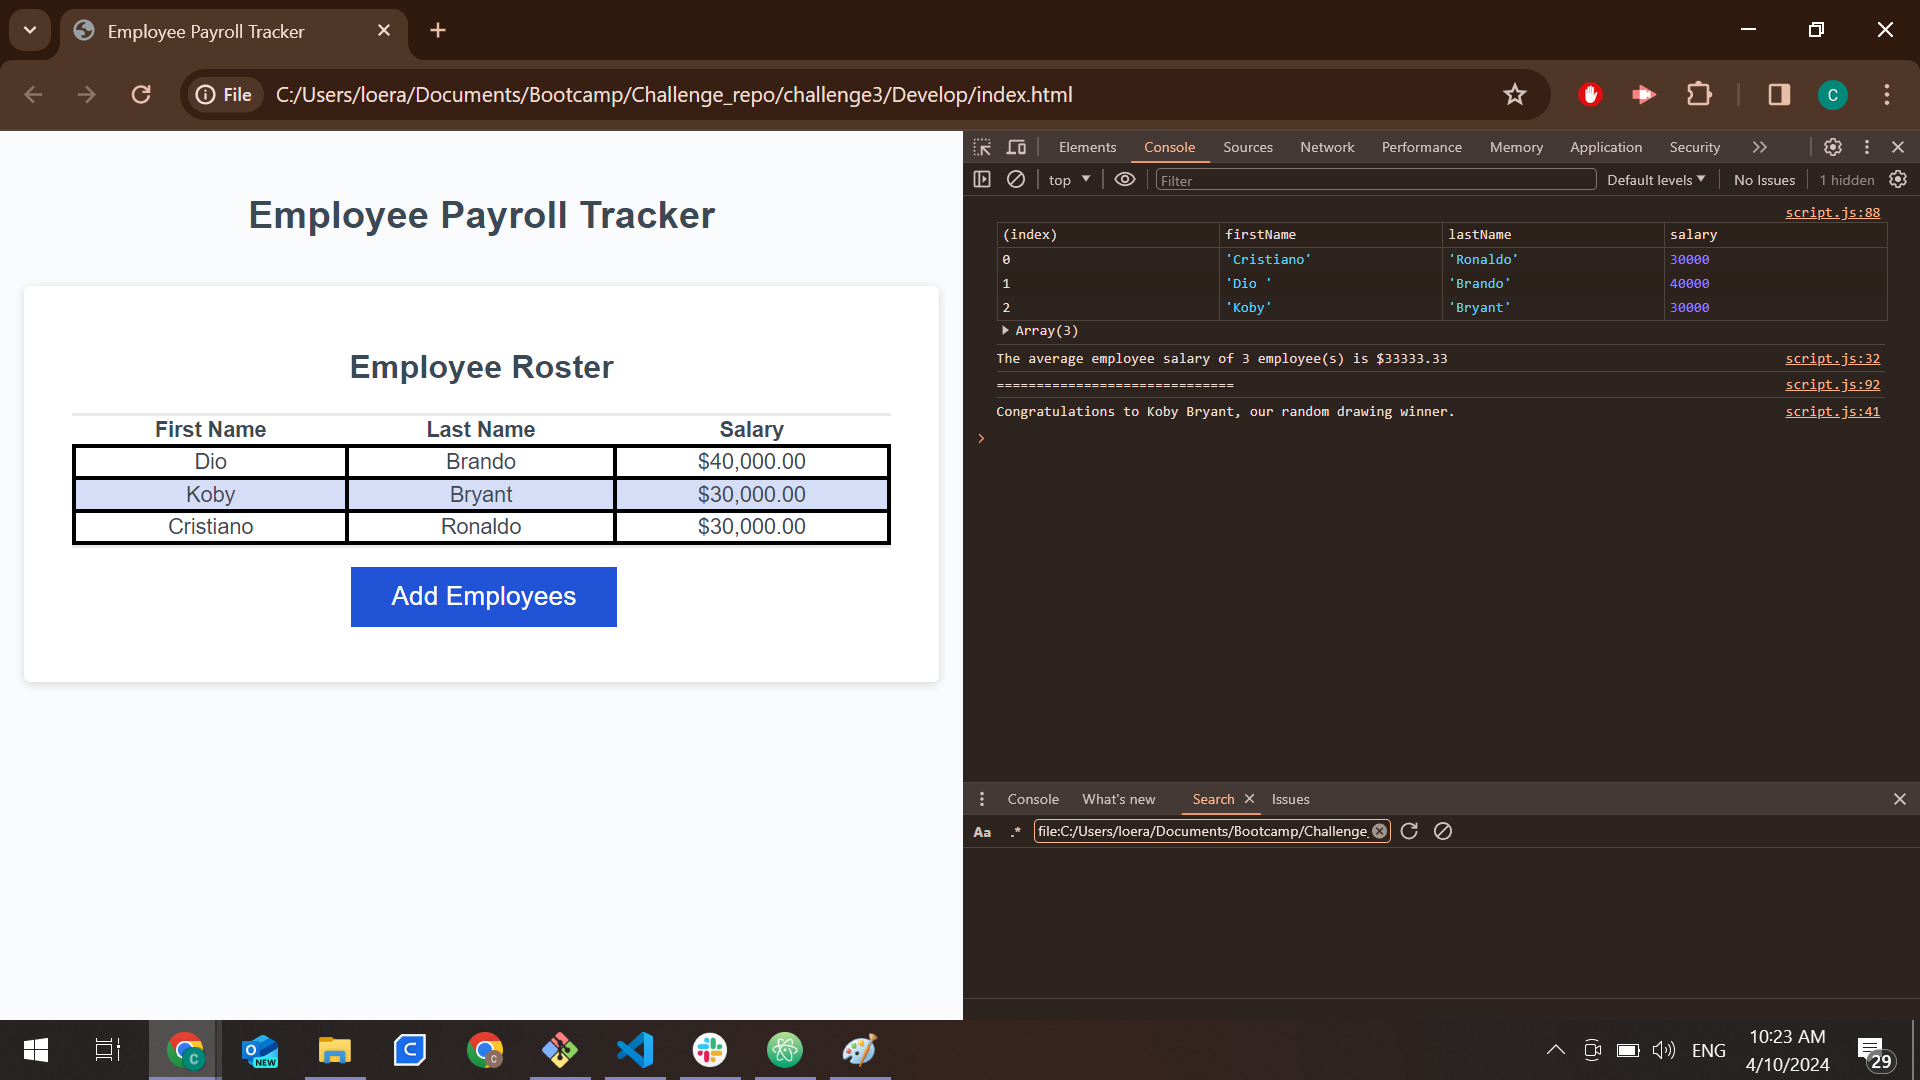 Employee Payroll Tracker
File C:/Users/loera/Documents/Bootcamp/Challenge_repo/challenge3/Develop/index.html C
Employee Payroll Tracker
Employee Roster
First Name Last Name Salary
Dio Brando $40,000.00
Koby Bryant $30,000.00
Cristiano Ronaldo $30,000.00
Add Employees
Elements Console Sources Network Performance Memory Application Security
top Filter Default levels No Issues 1 hidden
script.js:88
(index) firstName lastName salary
0 'Cristiano' 'Ronaldo' 30000
1 'Dio ' 'Brando' 40000
2 'Koby' 'Bryant' 30000
Array(3)
The average employee salary of 3 employee(s) is $33333.33 script.js:32
============================== script.js:92
Congratulations to Koby Bryant, our random drawing winner. script.js:41
Console What's new Search Issues
Aa .* file:C:/Users/loera/Documents/Bootcamp/Challenge_
C O NEW C C ENG 10:23 AM
4/10/2024 29